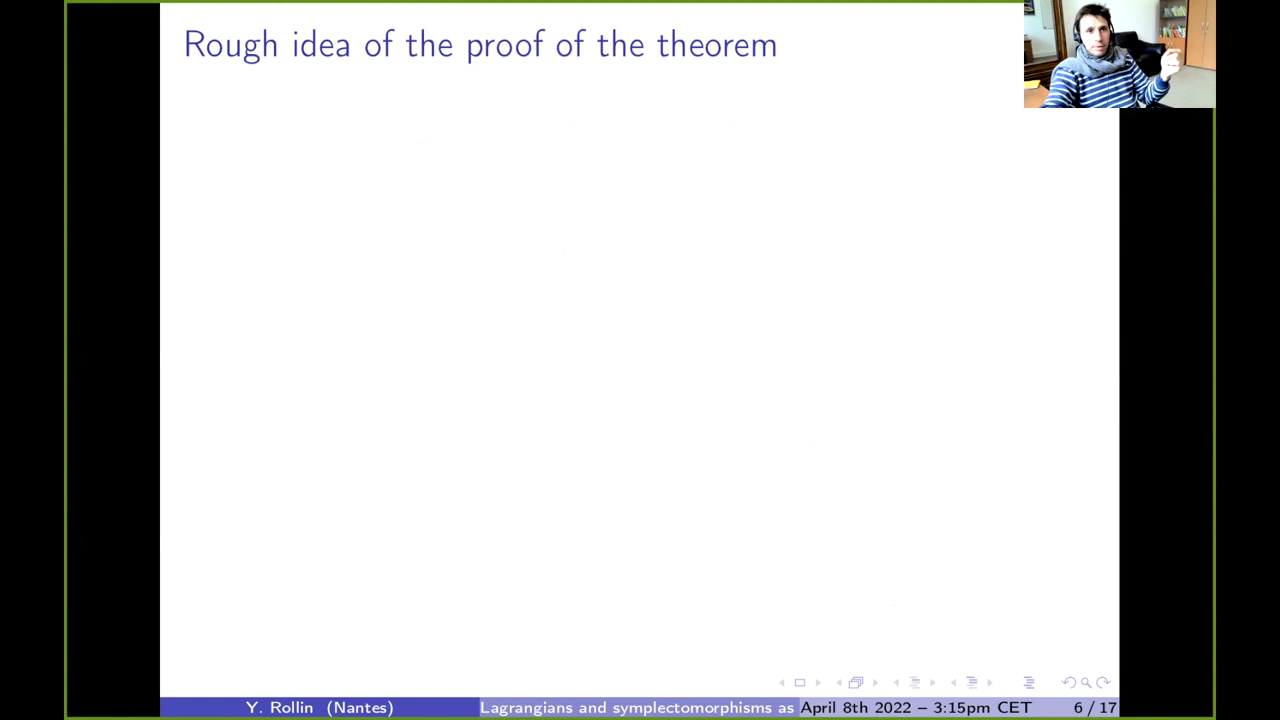 Rough idea of the proof of the theorem
Y. Rollin (Nantes) Lagrangians and symplectomorphisms as April 8th 2022 – 3:15pm CET 6 / 17